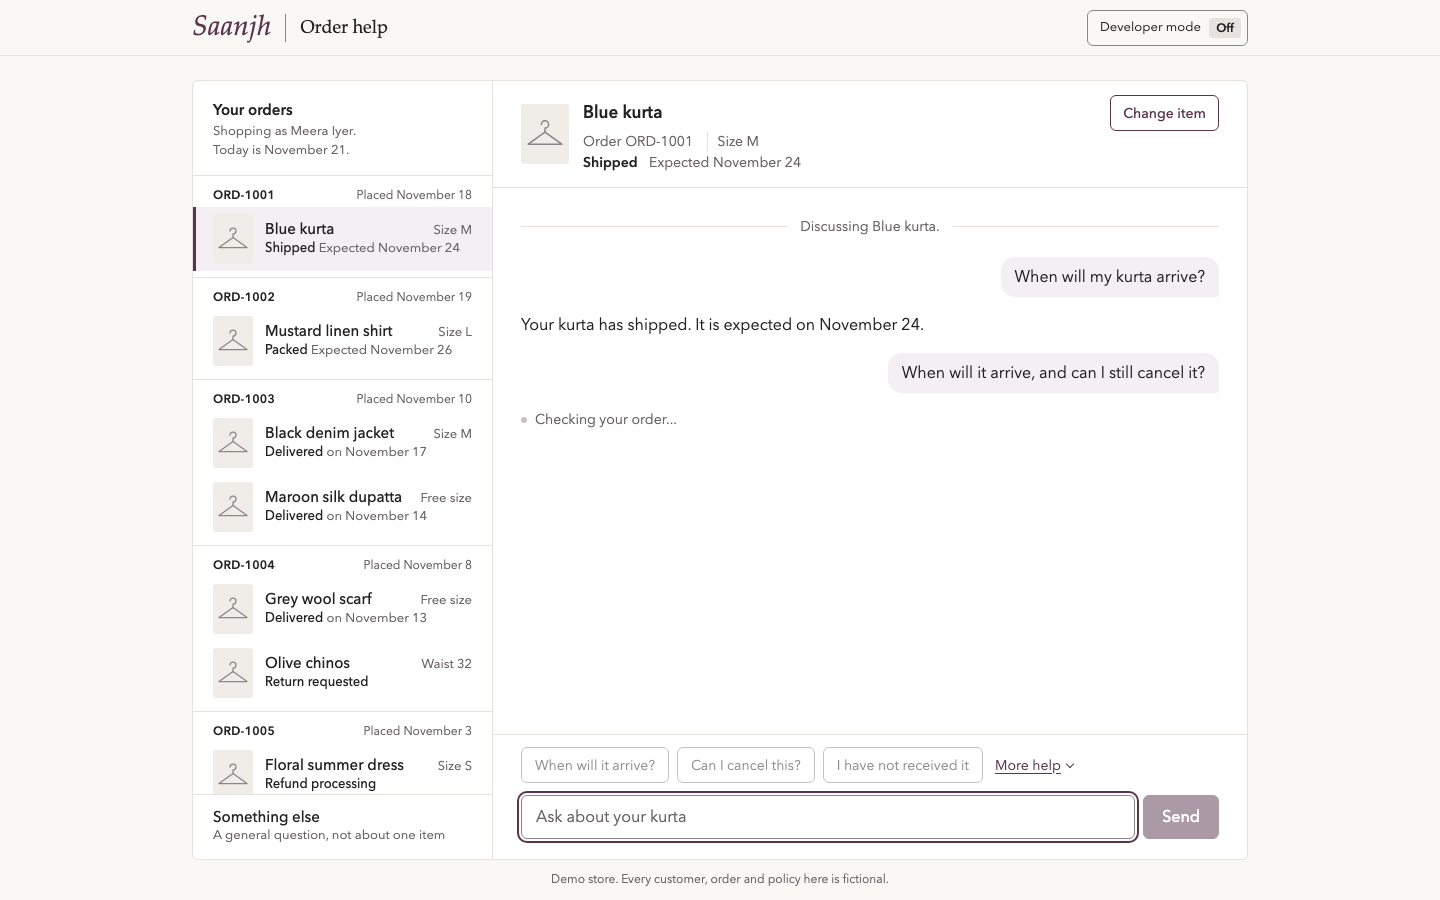 Saanjh
Order help
Developer mode Off
Your orders
Shopping as Meera Iyer.
Today is November 21.
ORD-1001 Placed November 18
Blue kurta Size M
Shipped Expected November 24
ORD-1002 Placed November 19
Mustard linen shirt Size L
Packed Expected November 26
ORD-1003 Placed November 10
Black denim jacket Size M
Delivered on November 17
Maroon silk dupatta Free size
Delivered on November 14
ORD-1004 Placed November 8
Grey wool scarf Free size
Delivered on November 13
Olive chinos Waist 32
Return requested
ORD-1005 Placed November 3
Floral summer dress Size S
Refund processing
Something else
A general question, not about one item
Blue kurta
Order ORD-1001 Size M
Shipped Expected November 24
Change item
Discussing Blue kurta.
When will my kurta arrive?
Your kurta has shipped. It is expected on November 24.
When will it arrive, and can I still cancel it?
Checking your order...
When will it arrive? Can I cancel this? I have not received it More help
Ask about your kurta
Send
Demo store. Every customer, order and policy here is fictional.